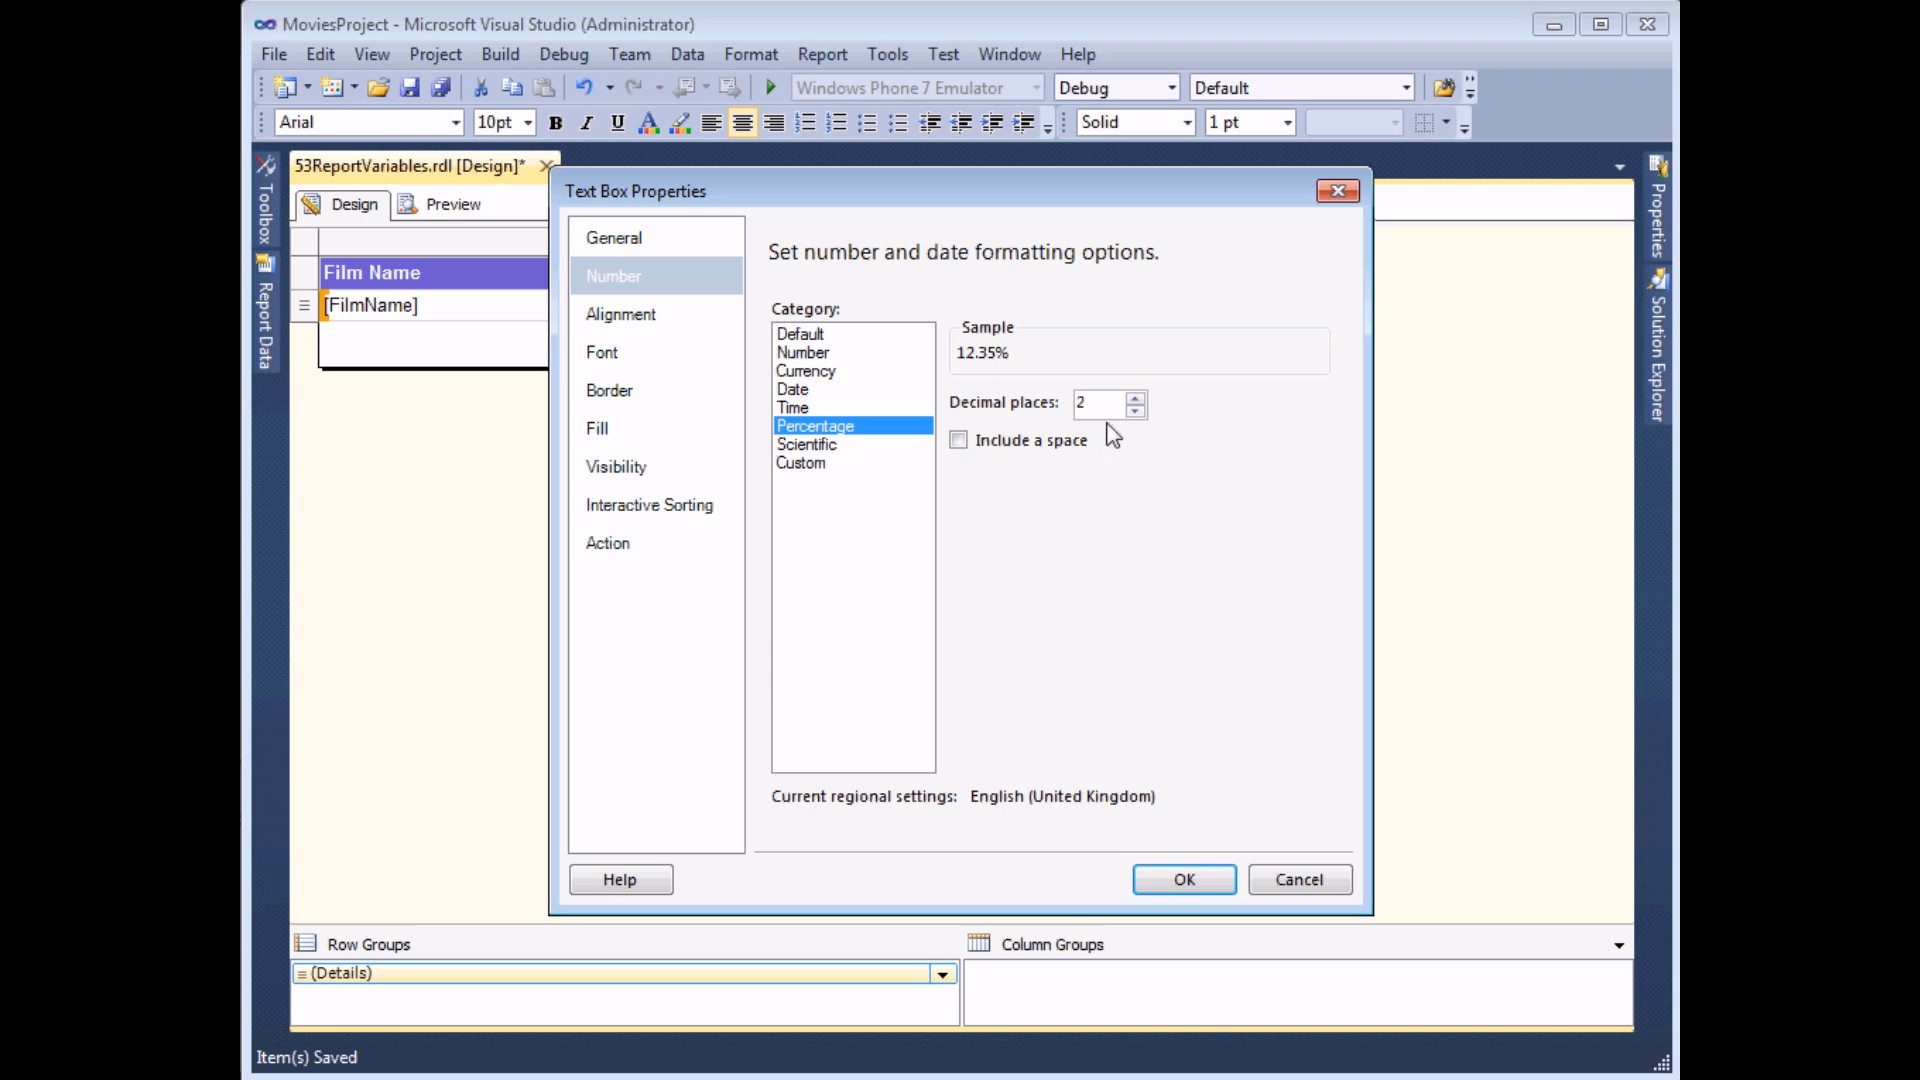 MoviesProject - Microsoft Visual Studio (Administrator)
File Edit View Project Build Debug Team Data Format Report Tools Test Window Help
Windows Phone 7 Emulator Debug Default
Arial 10pt B I U A Solid 1 pt
53ReportVariables.rdl [Design]*
Design Preview
Toolbox
Report Data
Properties
Solution Explorer
Film Name
[FilmName]
Text Box Properties
General
Number
Alignment
Font
Border
Fill
Visibility
Interactive Sorting
Action
Set number and date formatting options.
Category:
Default
Number
Currency
Date
Time
Percentage
Scientific
Custom
Sample
12.35%
Decimal places: 2
Include a space
Current regional settings: English (United Kingdom)
Help OK Cancel
Row Groups Column Groups
(Details)
Item(s) Saved